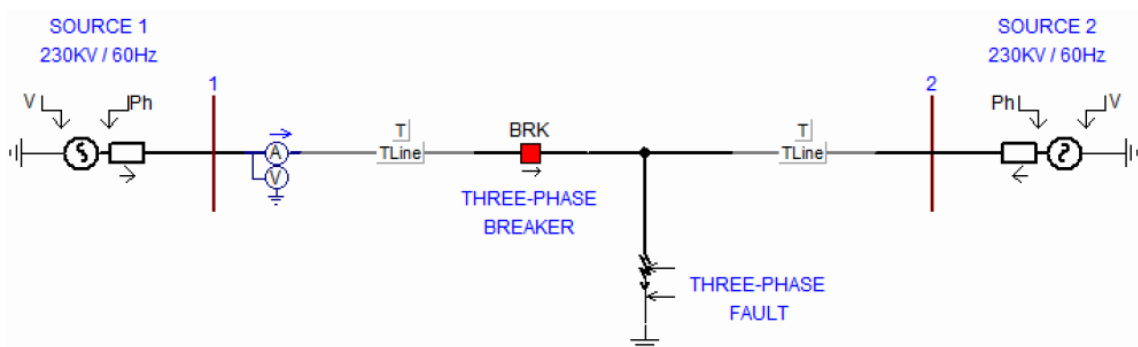 SOURCE 1
230KV / 60Hz
SOURCE 2
230KV / 60Hz
V
Ph
1
2
Ph
V
A
V
T
TLine
BRK
T
TLine
THREE-PHASE
BREAKER
THREE-PHASE
FAULT